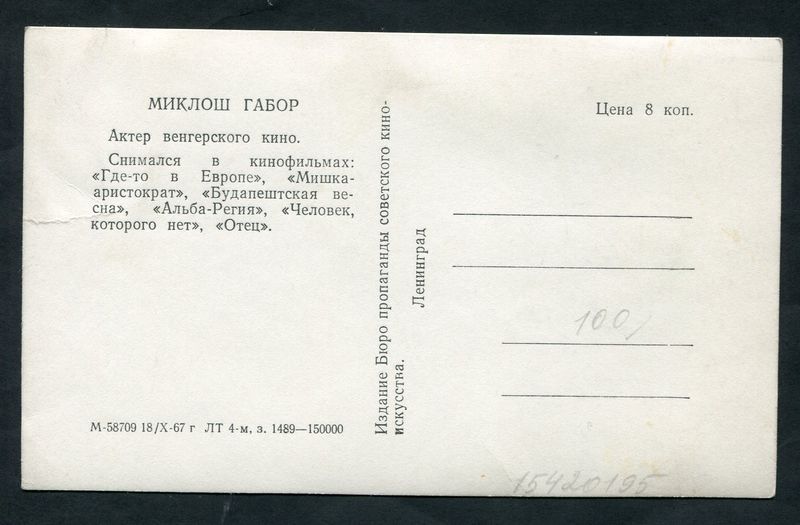 МИКЛОШ ГАБОР
Актер венгерского кино.
Снимался в кинофильмах:
«Где-то в Европе», «Мишка-
аристократ», «Будапештская ве-
сна», «Альба-Регия», «Человек,
которого нет», «Отец».
М-58709 18/X-67 г ЛТ 4-м, з. 1489—150000
Издание Бюро пропаганды советского кино-
искусства.
Ленинград
Цена 8 коп.
100/
15420195